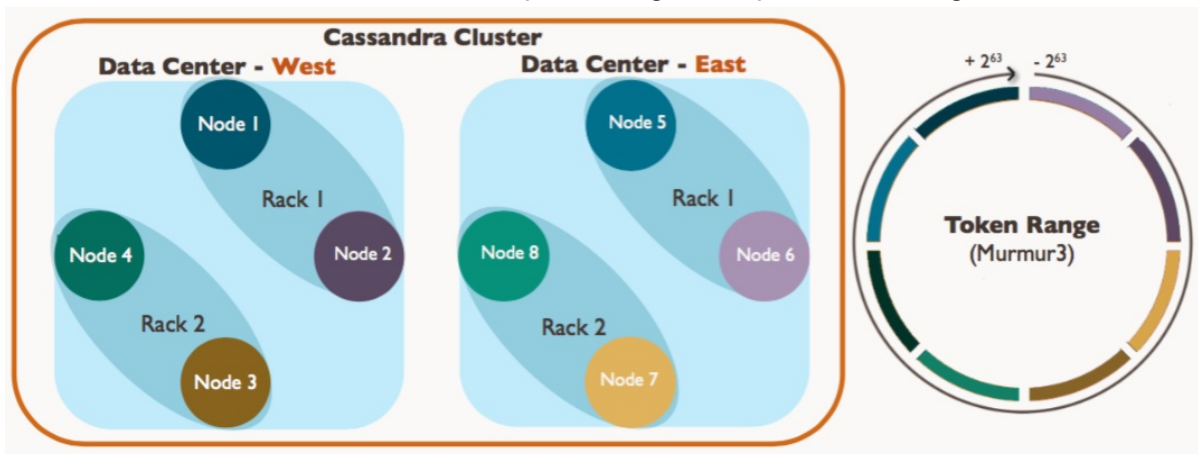 Cassandra Cluster
Data Center - West
Data Center - East
Node 1
Rack 1
Node 2
Node 4
Rack 2
Node 3
Node 5
Rack 1
Node 6
Node 8
Rack 2
Node 7
+ 2⁶³
- 2⁶³
Token Range
(Murmur3)